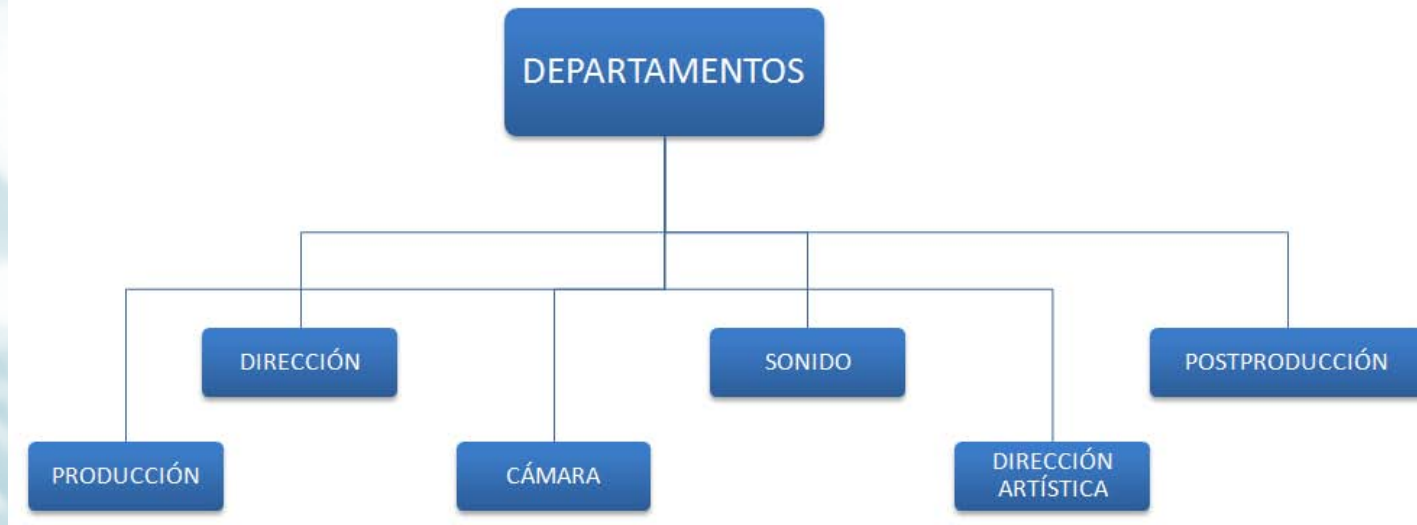 DEPARTAMENTOS
DIRECCIÓN
SONIDO
POSTPRODUCCIÓN
PRODUCCIÓN
CÁMARA
DIRECCIÓN
ARTÍSTICA